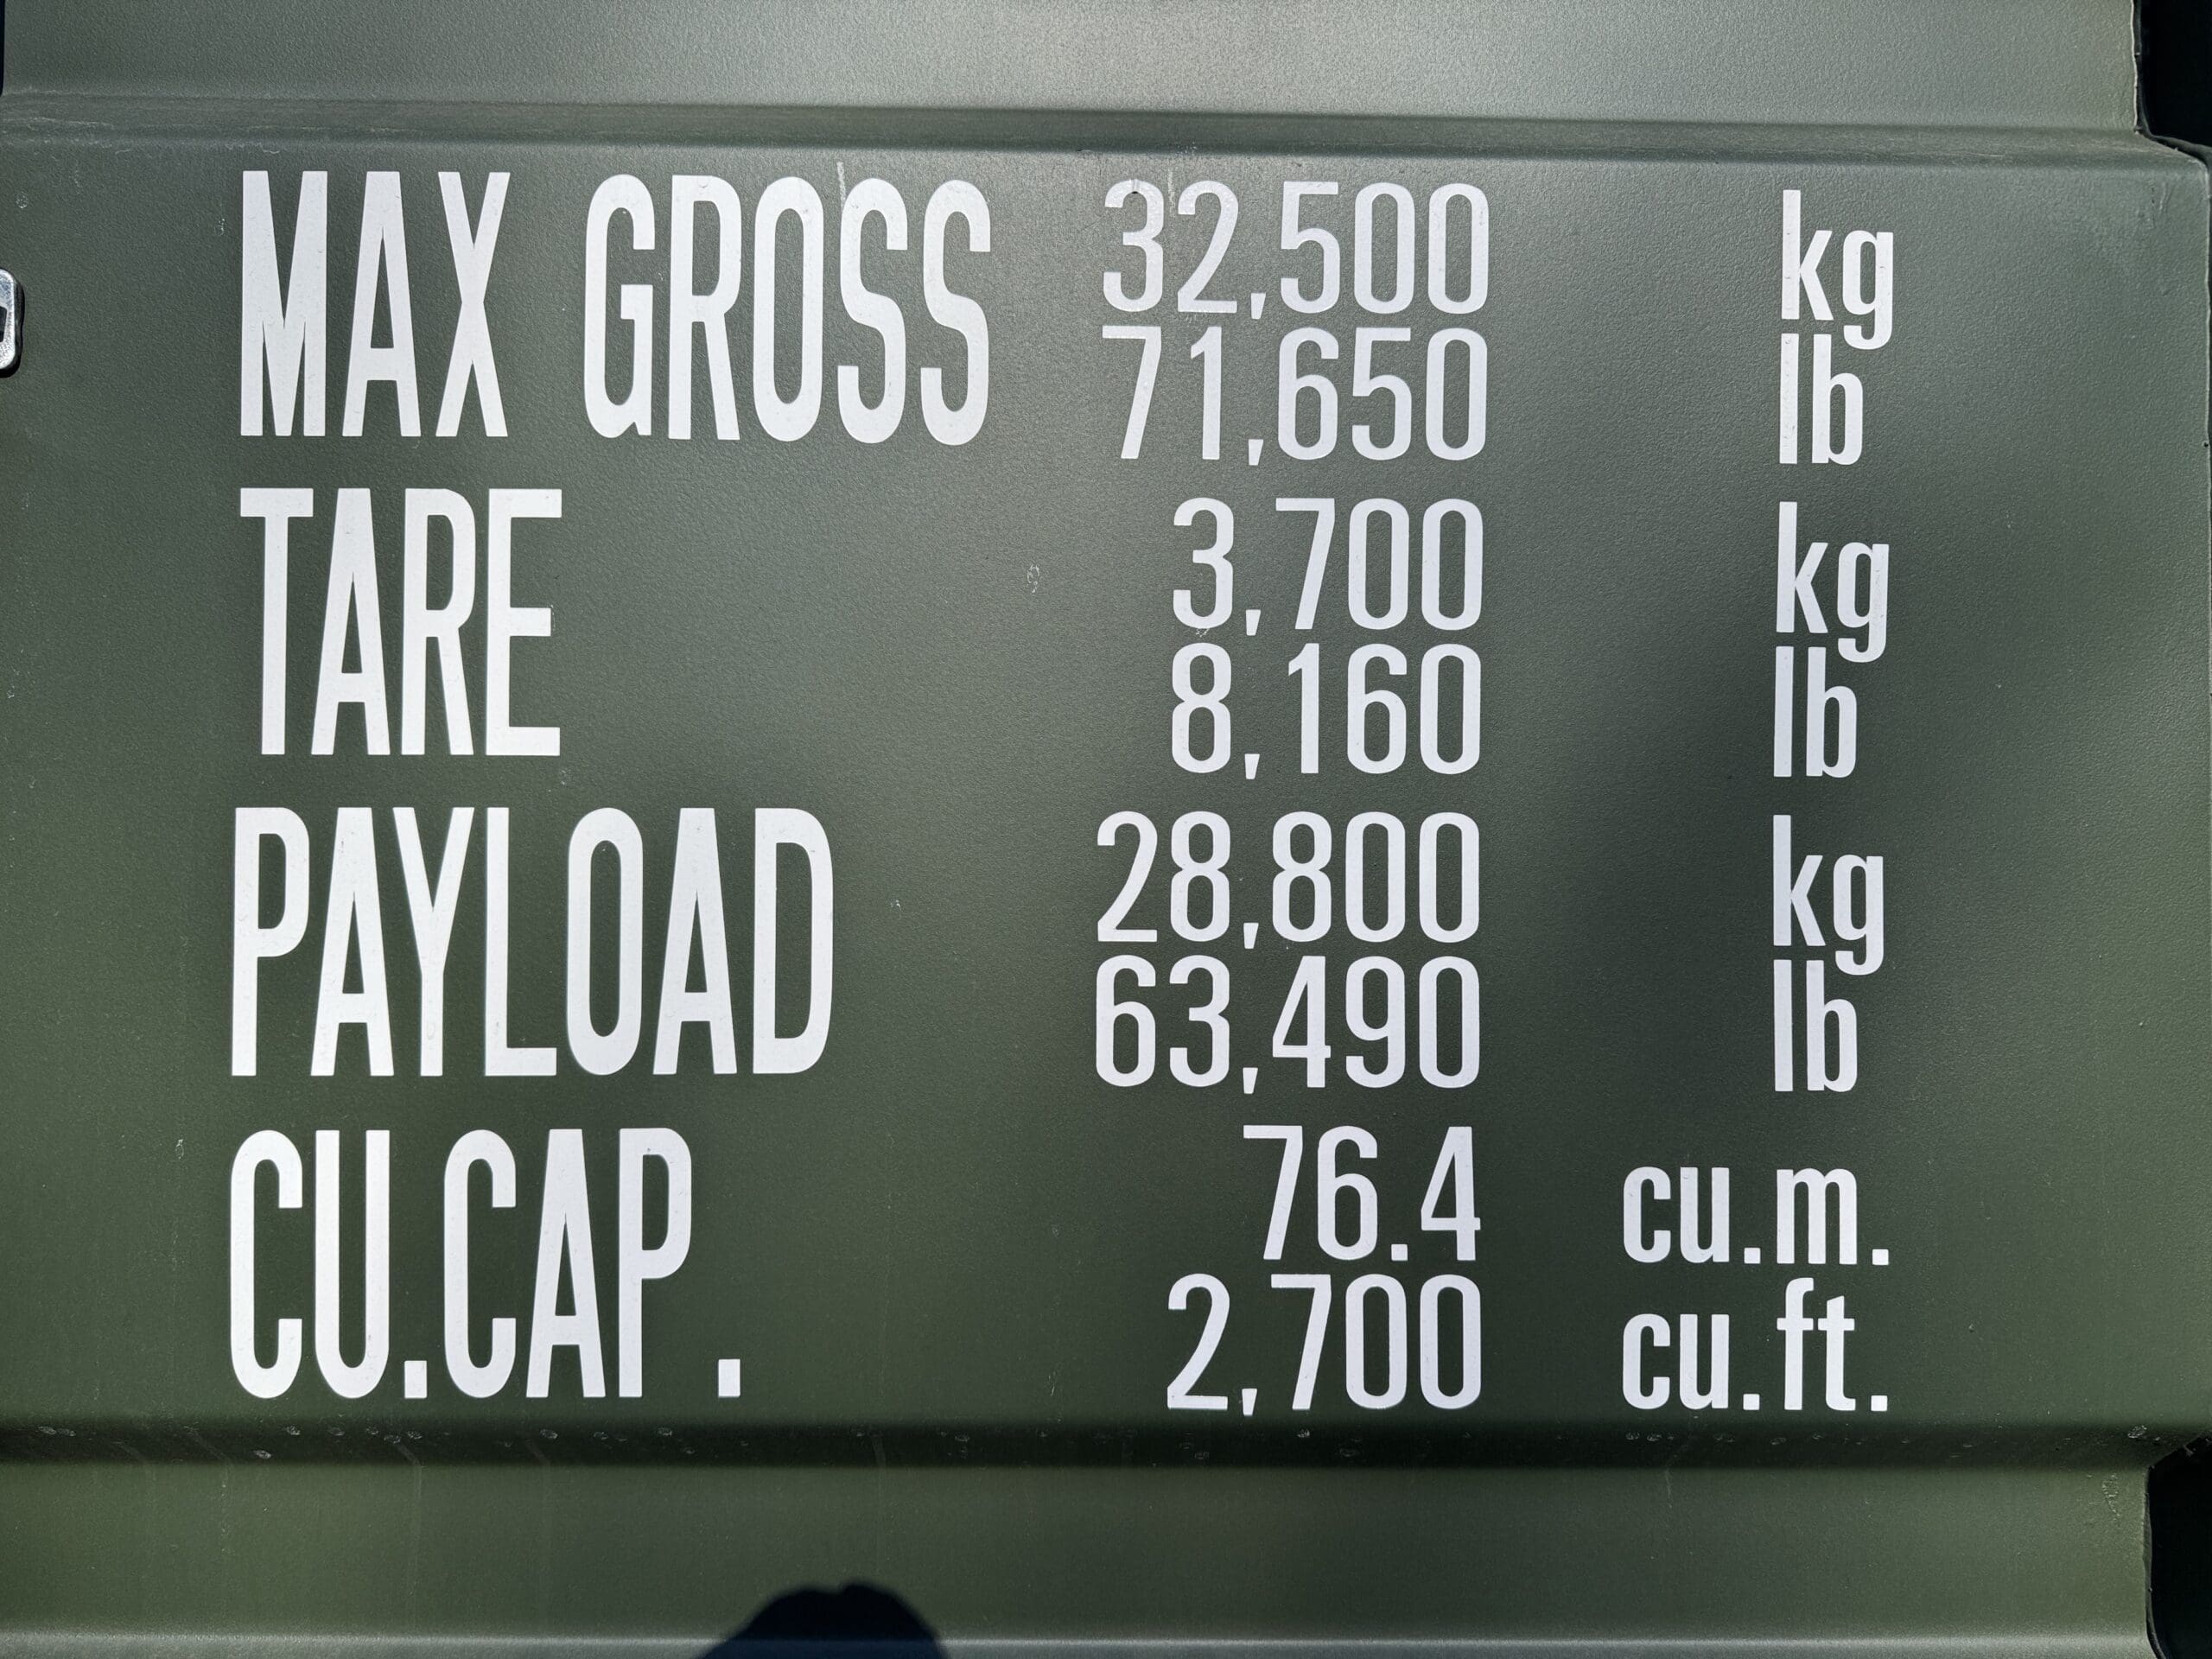 MAX GROSS 32,500 kg
71,650 lb
TARE 3,700 kg
8,160 lb
PAYLOAD 28,800 kg
63,490 lb
CU.CAP. 76.4 cu.m.
2,700 cu.ft.